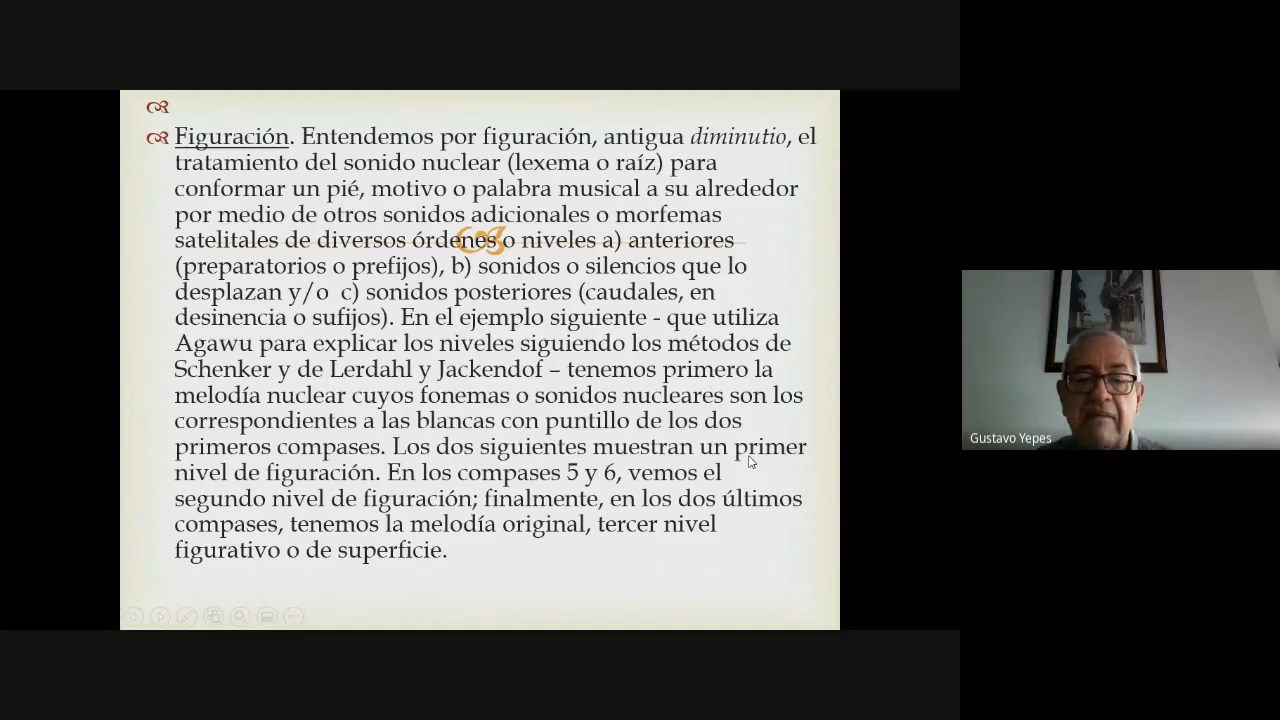 Figuración. Entendemos por figuración, antigua diminutio, el
tratamiento del sonido nuclear (lexema o raíz) para
conformar un pié, motivo o palabra musical a su alrededor
por medio de otros sonidos adicionales o morfemas
satelitales de diversos órdenes o niveles a) anteriores
(preparatorios o prefijos), b) sonidos o silencios que lo
desplazan y/o c) sonidos posteriores (caudales, en
desinencia o sufijos). En el ejemplo siguiente - que utiliza
Agawu para explicar los niveles siguiendo los métodos de
Schenker y de Lerdahl y Jackendof – tenemos primero la
melodía nuclear cuyos fonemas o sonidos nucleares son los
correspondientes a las blancas con puntillo de los dos
primeros compases. Los dos siguientes muestran un primer
nivel de figuración. En los compases 5 y 6, vemos el
segundo nivel de figuración; finalmente, en los dos últimos
compases, tenemos la melodía original, tercer nivel
figurativo o de superficie.
Gustavo Yepes